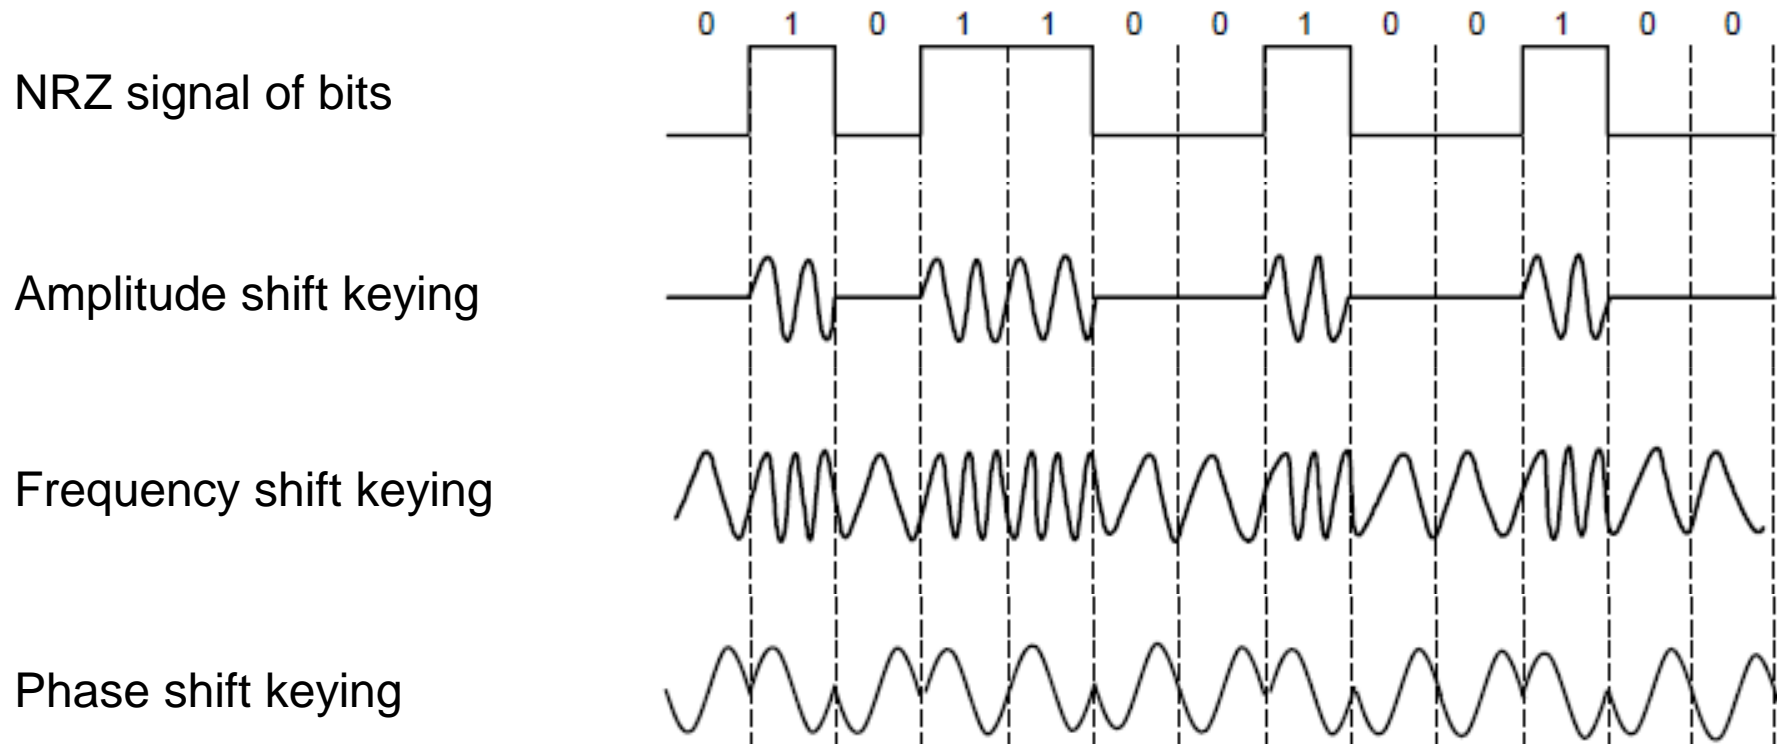 0 1 0 1 1 0 0 1 0 0 1 0 0
NRZ signal of bits
Amplitude shift keying
Frequency shift keying
Phase shift keying